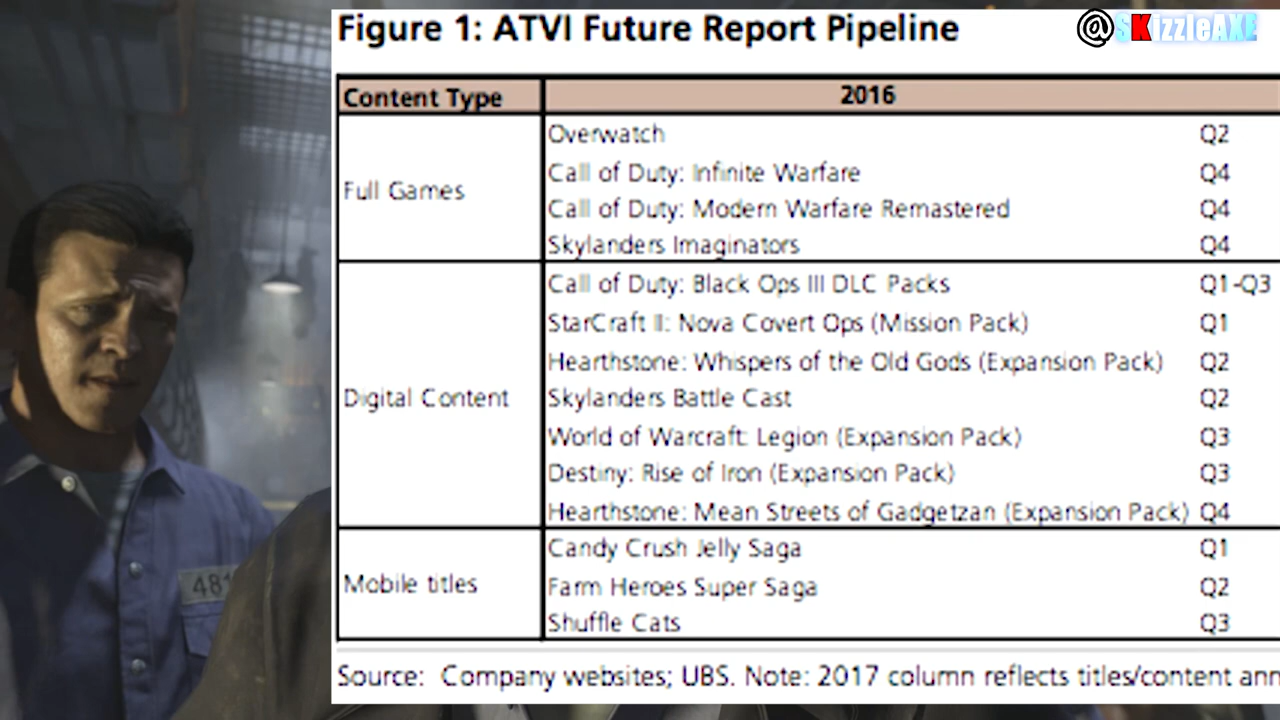 Figure 1: ATVI Future Report Pipeline
@SKizzleAXE
Content Type 2016
Full Games
Overwatch Q2
Call of Duty: Infinite Warfare Q4
Call of Duty: Modern Warfare Remastered Q4
Skylanders Imaginators Q4
Digital Content
Call of Duty: Black Ops III DLC Packs Q1-Q3
StarCraft II: Nova Covert Ops (Mission Pack) Q1
Hearthstone: Whispers of the Old Gods (Expansion Pack) Q2
Skylanders Battle Cast Q2
World of Warcraft: Legion (Expansion Pack) Q3
Destiny: Rise of Iron (Expansion Pack) Q3
Hearthstone: Mean Streets of Gadgetzan (Expansion Pack) Q4
Mobile titles
Candy Crush Jelly Saga Q1
Farm Heroes Super Saga Q2
Shuffle Cats Q3
Source: Company websites; UBS. Note: 2017 column reflects titles/content ann
481